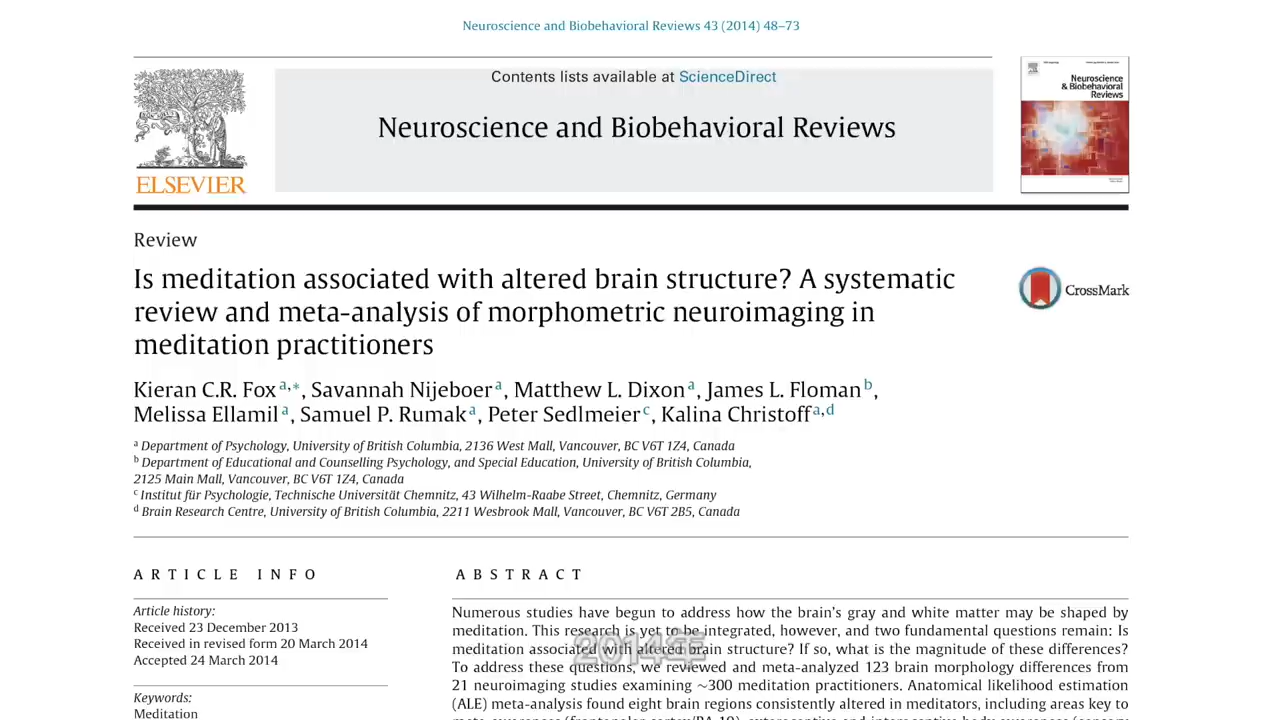 Neuroscience and Biobehavioral Reviews 43 (2014) 48–73
Contents lists available at ScienceDirect
Neuroscience and Biobehavioral Reviews
ELSEVIER
Neuroscience
& Biobehavioral
Reviews
Review
Is meditation associated with altered brain structure? A systematic
review and meta-analysis of morphometric neuroimaging in
meditation practitioners
CrossMark
Kieran C.R. Fox a,*, Savannah Nijeboer a, Matthew L. Dixon a, James L. Floman b,
Melissa Ellamil a, Samuel P. Rumak a, Peter Sedlmeier c, Kalina Christoff a,d
a Department of Psychology, University of British Columbia, 2136 West Mall, Vancouver, BC V6T 1Z4, Canada
b Department of Educational and Counselling Psychology, and Special Education, University of British Columbia,
2125 Main Mall, Vancouver, BC V6T 1Z4, Canada
c Institut für Psychologie, Technische Universität Chemnitz, 43 Wilhelm-Raabe Street, Chemnitz, Germany
d Brain Research Centre, University of British Columbia, 2211 Wesbrook Mall, Vancouver, BC V6T 2B5, Canada
ARTICLE INFO
Article history:
Received 23 December 2013
Received in revised form 20 March 2014
Accepted 24 March 2014
Keywords:
Meditation
ABSTRACT
Numerous studies have begun to address how the brain's gray and white matter may be shaped by
meditation. This research is yet to be integrated, however, and two fundamental questions remain: Is
meditation associated with altered brain structure? If so, what is the magnitude of these differences?
To address these questions, we reviewed and meta-analyzed 123 brain morphology differences from
21 neuroimaging studies examining ~300 meditation practitioners. Anatomical likelihood estimation
(ALE) meta-analysis found eight brain regions consistently altered in meditators, including areas key to
2014年